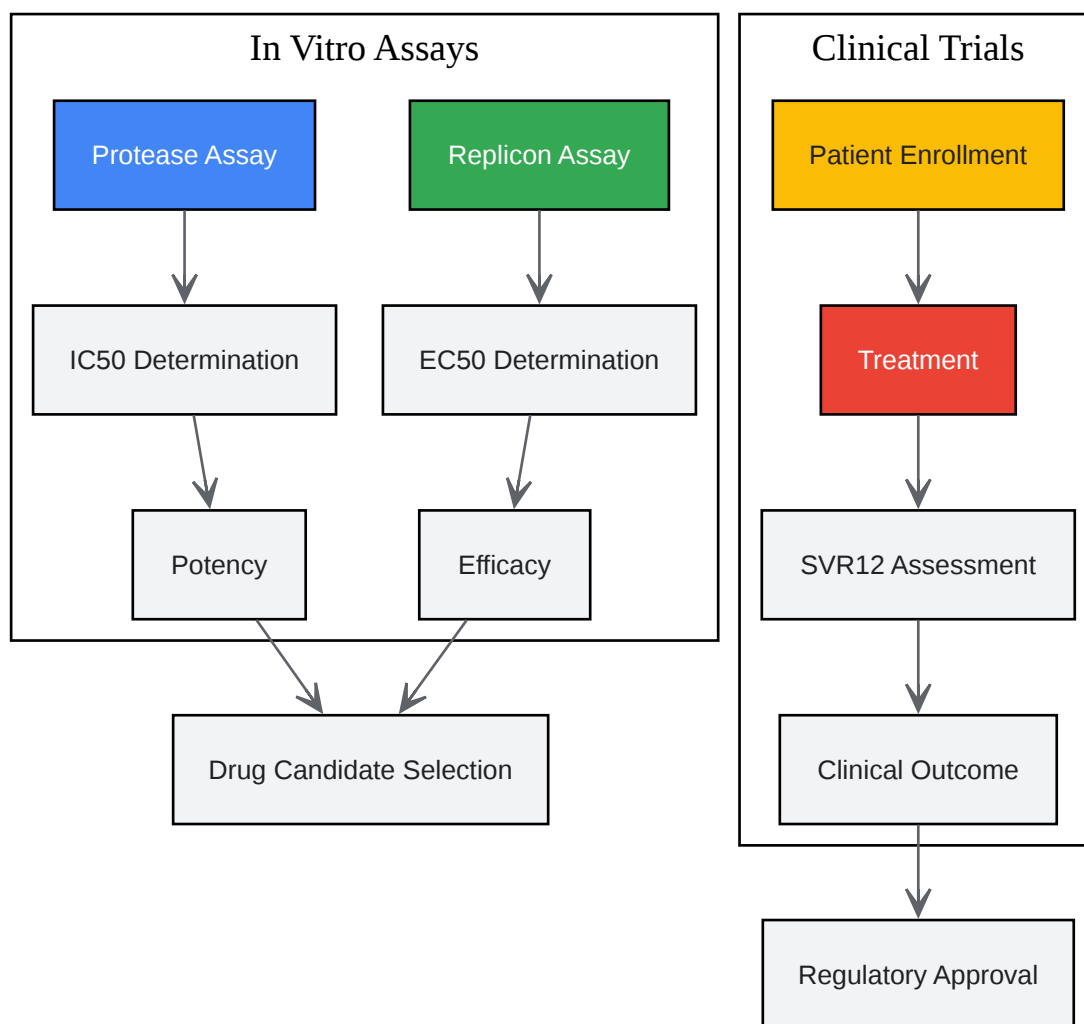 In Vitro Assays
Protease Assay
Replicon Assay
IC50 Determination
EC50 Determination
Potency
Efficacy
Drug Candidate Selection
Clinical Trials
Patient Enrollment
Treatment
SVR12 Assessment
Clinical Outcome
Regulatory Approval